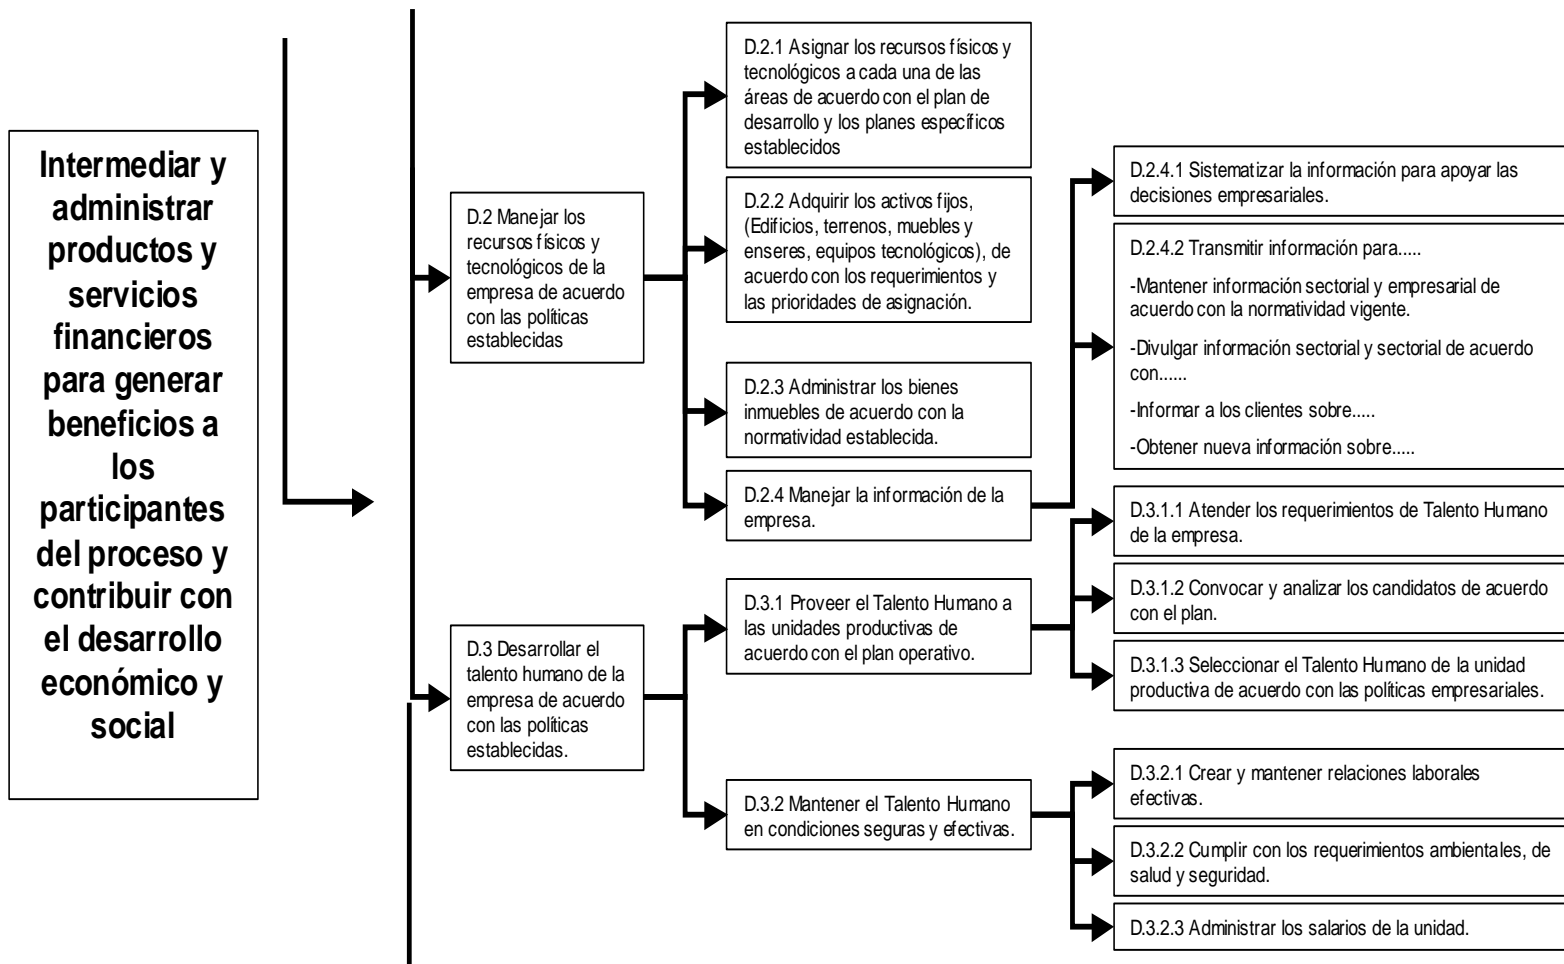 Intermediar y
administrar
productos y
servicios
financieros
para generar
beneficios a
los
participantes
del proceso y
contribuir con
el desarrollo
económico y
social
D.2 Manejar los
recursos físicos y
tecnológicos de la
empresa de acuerdo
con las políticas
establecidas
D.2.1 Asignar los recursos físicos y
tecnológicos a cada una de las
áreas de acuerdo con el plan de
desarrollo y los planes específicos
establecidos
D.2.2 Adquirir los activos fijos,
(Edificios, terrenos, muebles y
enseres, equipos tecnológicos), de
acuerdo con los requerimientos y
las prioridades de asignación.
D.2.3 Administrar los bienes
inmuebles de acuerdo con la
normatividad establecida.
D.2.4 Manejar la información de la
empresa.
D.2.4.1 Sistematizar la información para apoyar las
decisiones empresariales.
D.2.4.2 Transmitir información para.....
-Mantener información sectorial y empresarial de
acuerdo con la normatividad vigente.
-Divulgar información sectorial y sectorial de acuerdo
con......
-Informar a los clientes sobre.....
-Obtener nueva información sobre.....
D.3 Desarrollar el
talento humano de la
empresa de acuerdo
con las políticas
establecidas.
D.3.1 Proveer el Talento Humano a
las unidades productivas de
acuerdo con el plan operativo.
D.3.1.1 Atender los requerimientos de Talento Humano
de la empresa.
D.3.1.2 Convocar y analizar los candidatos de acuerdo
con el plan.
D.3.1.3 Seleccionar el Talento Humano de la unidad
productiva de acuerdo con las políticas empresariales.
D.3.2 Mantener el Talento Humano
en condiciones seguras y efectivas.
D.3.2.1 Crear y mantener relaciones laborales
efectivas.
D.3.2.2 Cumplir con los requerimientos ambientales, de
salud y seguridad.
D.3.2.3 Administrar los salarios de la unidad.